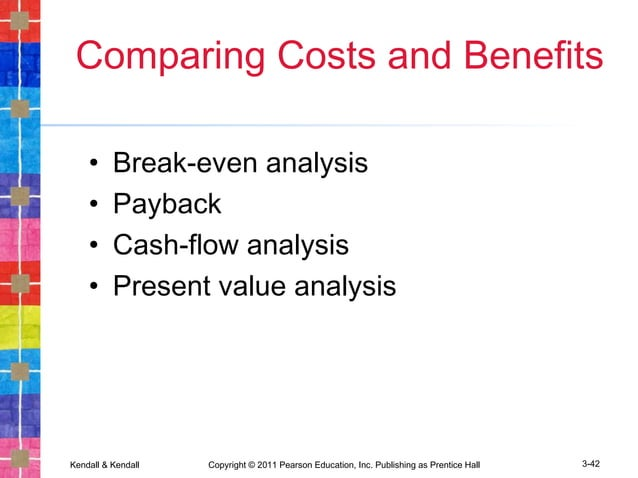 Comparing Costs and Benefits
• Break-even analysis
• Payback
• Cash-flow analysis
• Present value analysis
Kendall & Kendall
Copyright © 2011 Pearson Education, Inc. Publishing as Prentice Hall
3-42